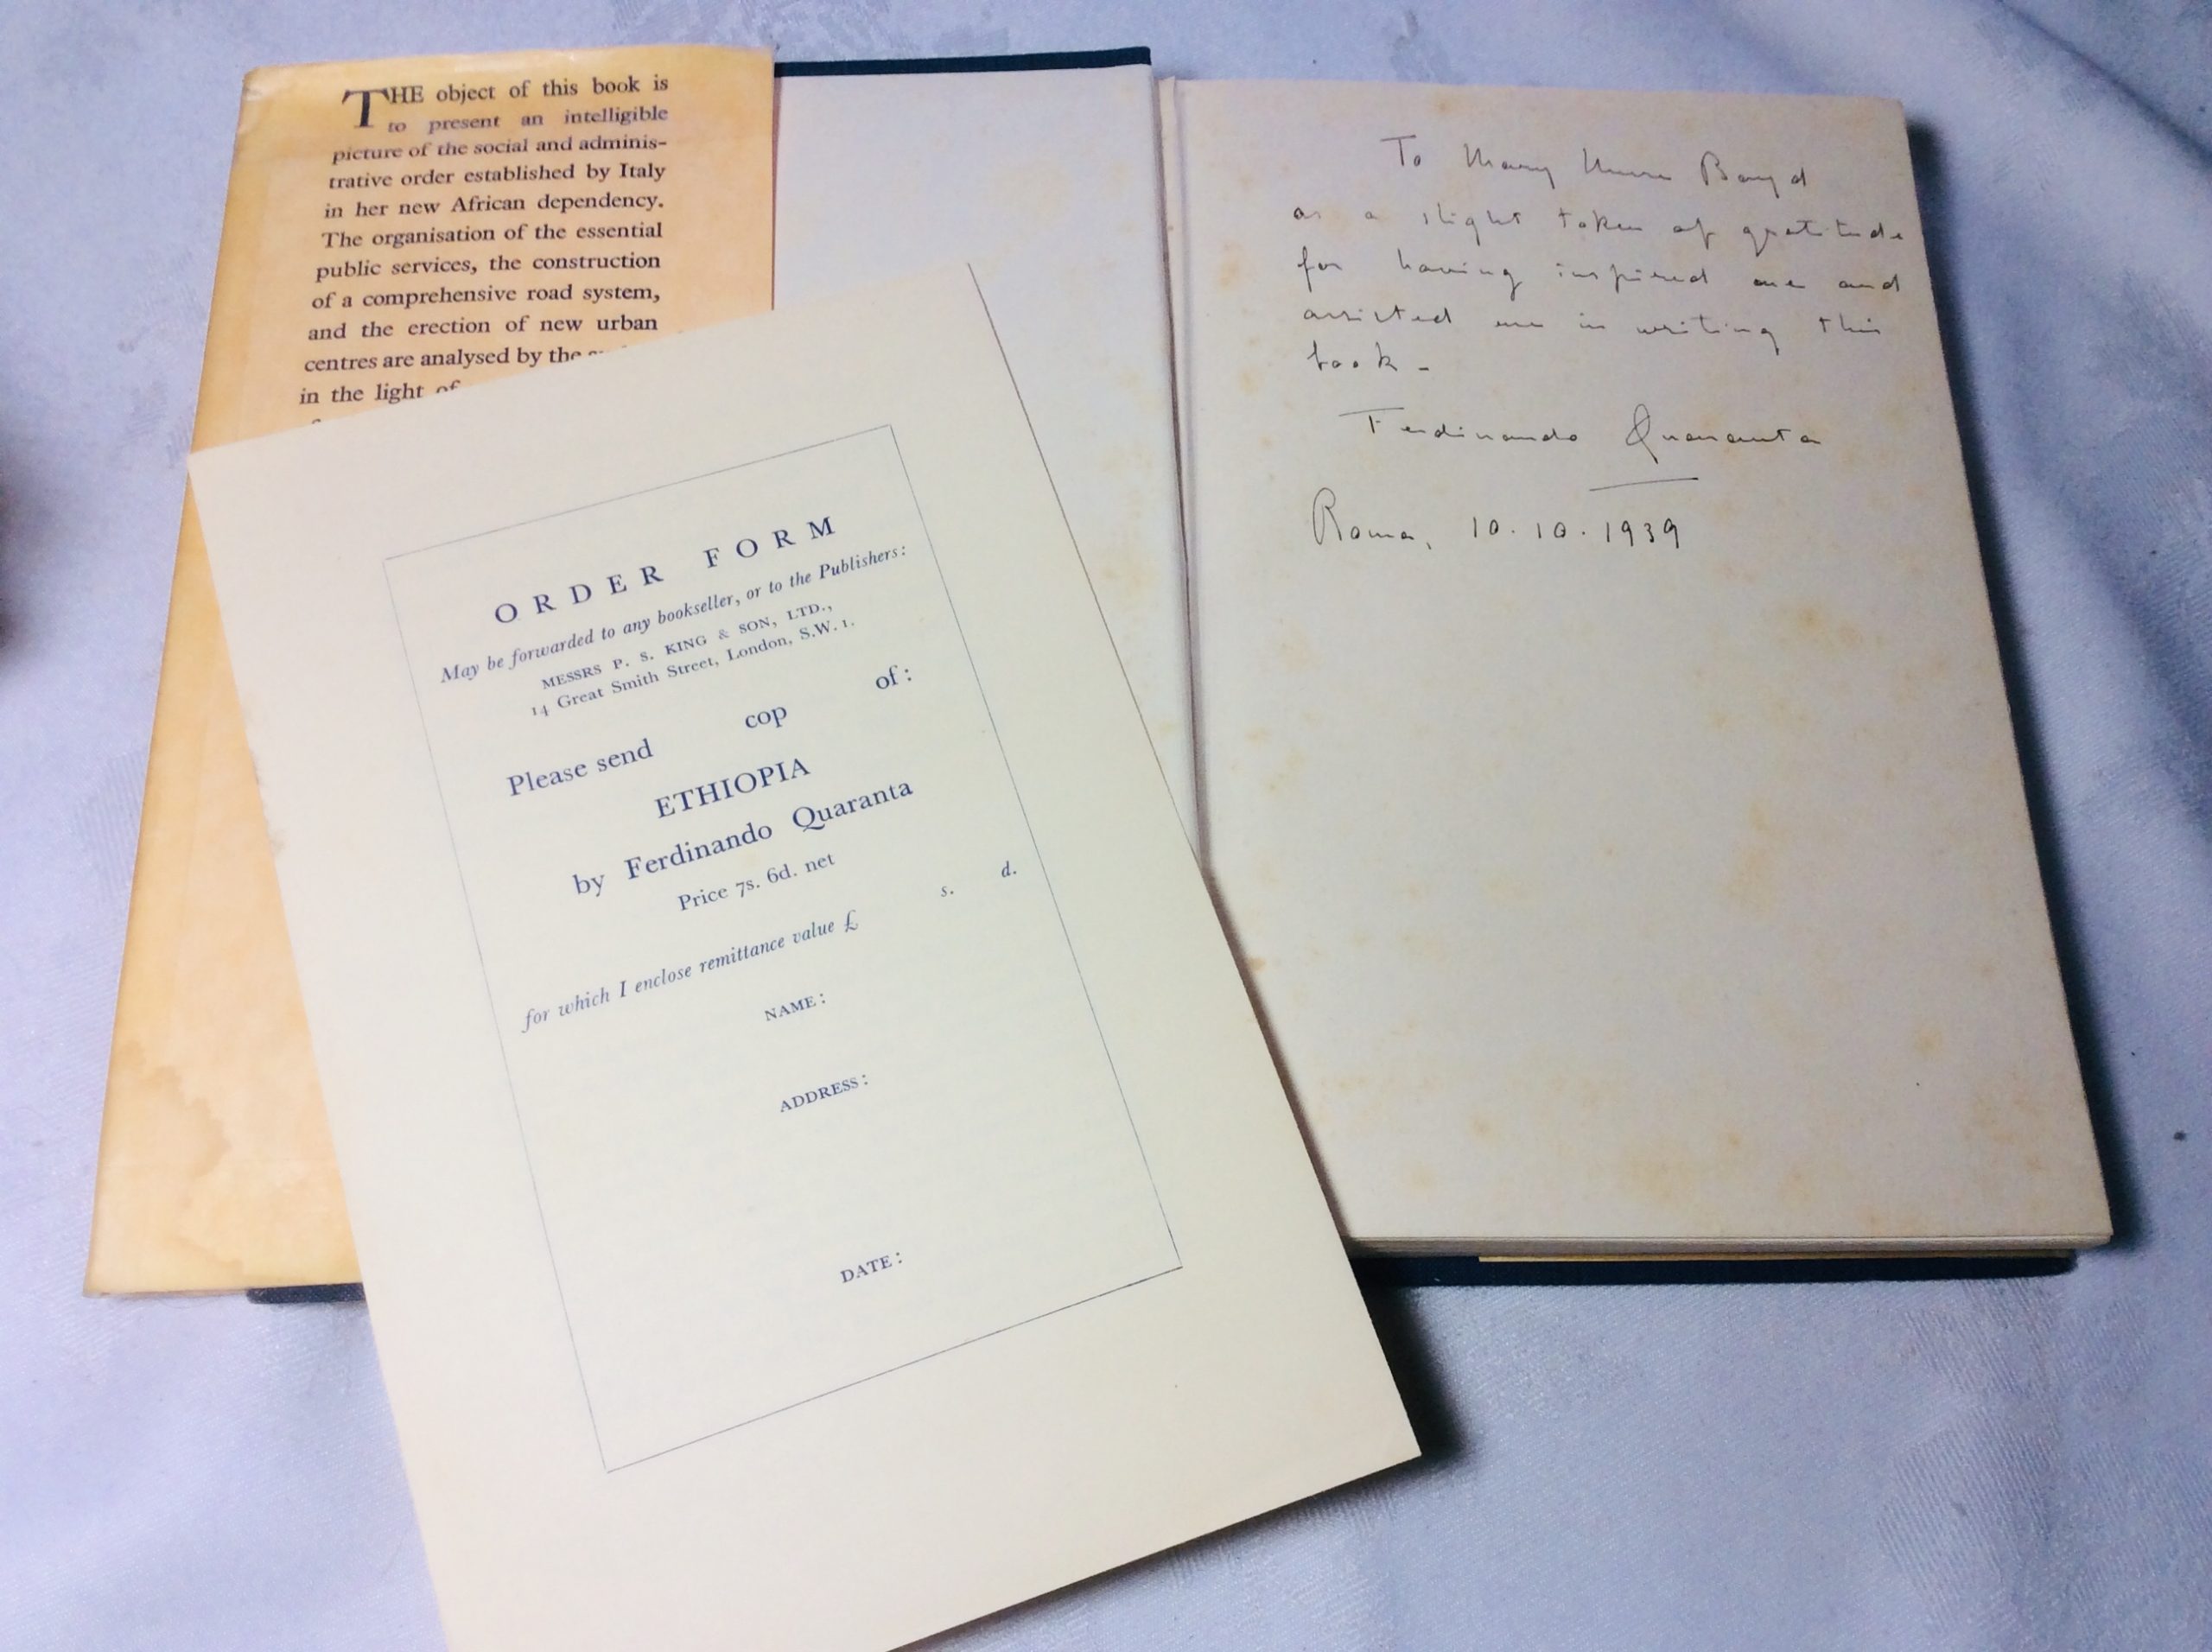 THE object of this book is
to present an intelligible
picture of the social and adminis-
trative order established by Italy
in her new African dependency.
The organisation of the essential
public services, the construction
of a comprehensive road system,
and the erection of new urban
centres are analysed by the
in the light of
ORDER FORM
May be forwarded to any bookseller, or to the Publishers:
MESSRS P. S. KING & SON, LTD.,
14 Great Smith Street, London, S.W.1.
Please send cop of:
ETHIOPIA
by Ferdinando Quaranta
Price 7s. 6d. net
for which I enclose remittance value £ s. d.
NAME:
ADDRESS:
DATE:
To Mary Boyd
as a slight token of gratitude
for having inspired me and
assisted me in writing this
book -
Ferdinando Quaranta
Roma, 10.10.1939